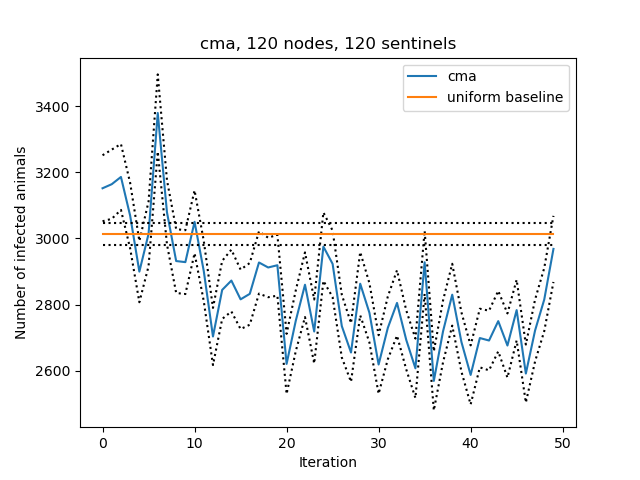 cma, 120 nodes, 120 sentinels
cma
uniform baseline
Number of infected animals
3400
3200
3000
2800
2600
0 10 20 30 40 50
Iteration